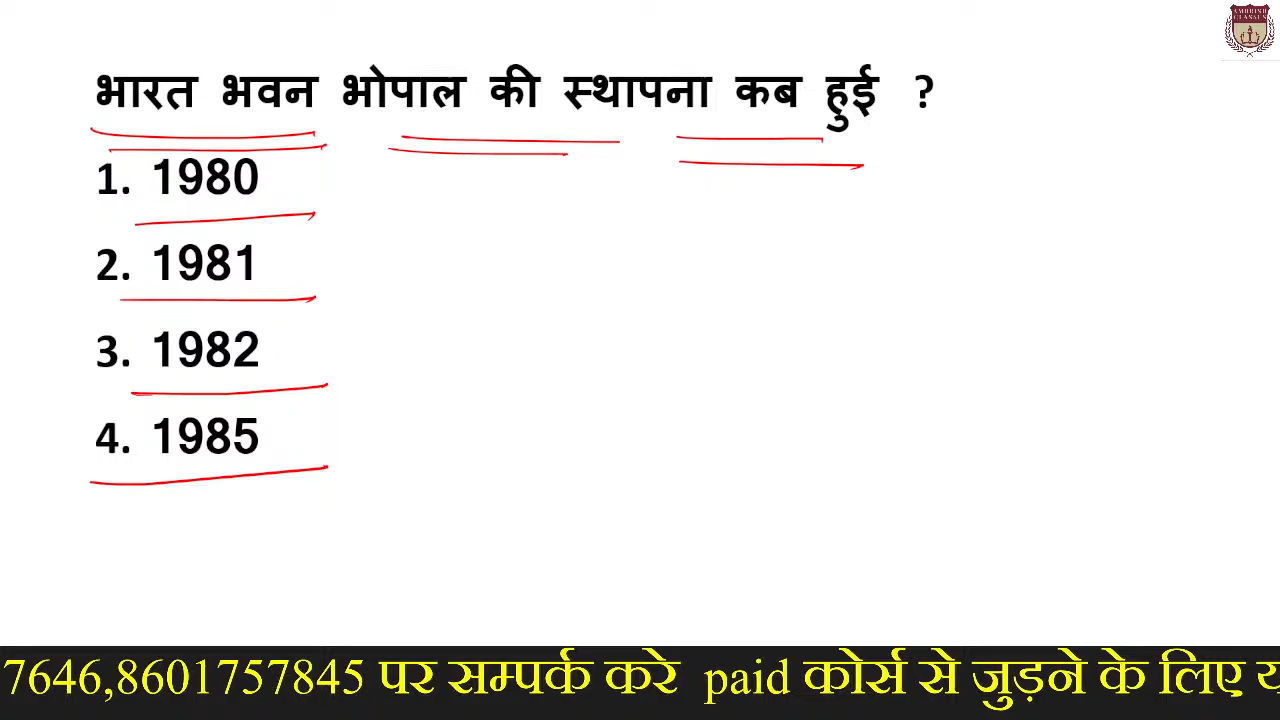 भारत भवन भोपाल की स्थापना कब हुई ?
1. 1980
2. 1981
3. 1982
4. 1985
7646,8601757845 पर सम्पर्क करे paid कोर्स से जुड़ने के लिए य